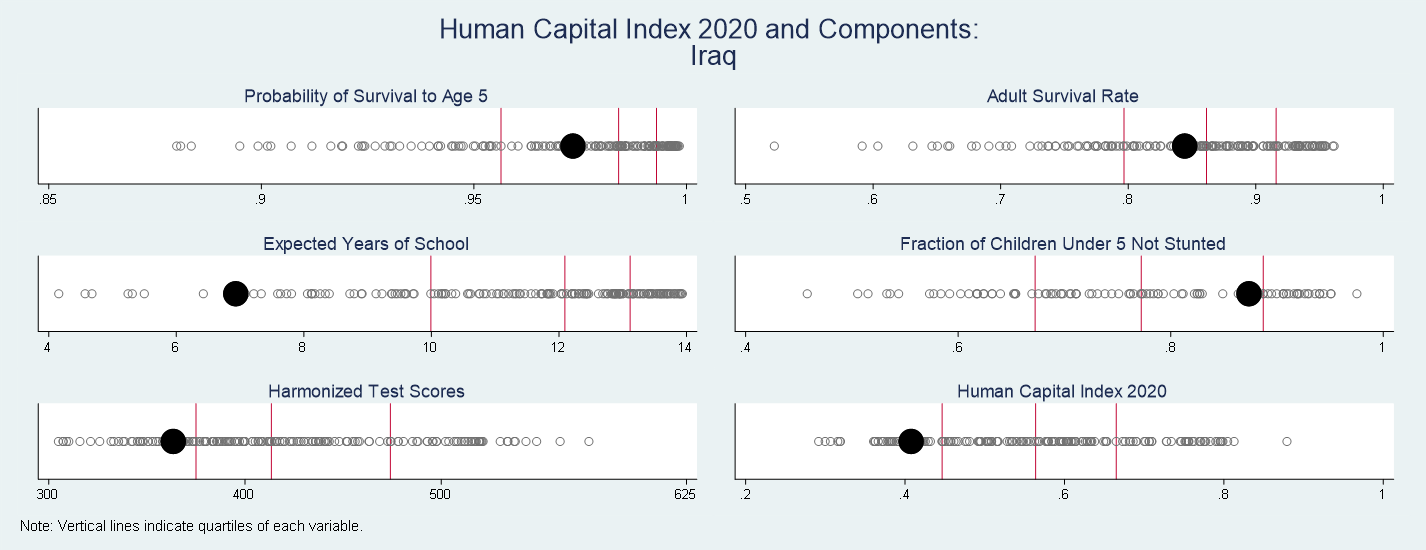 Human Capital Index 2020 and Components:
Iraq
Probability of Survival to Age 5
.85 .9 .95 1
Adult Survival Rate
.5 .6 .7 .8 .9 1
Expected Years of School
4 6 8 10 12 14
Fraction of Children Under 5 Not Stunted
.4 .6 .8 1
Harmonized Test Scores
300 400 500 625
Human Capital Index 2020
.2 .4 .6 .8 1
Note: Vertical lines indicate quartiles of each variable.